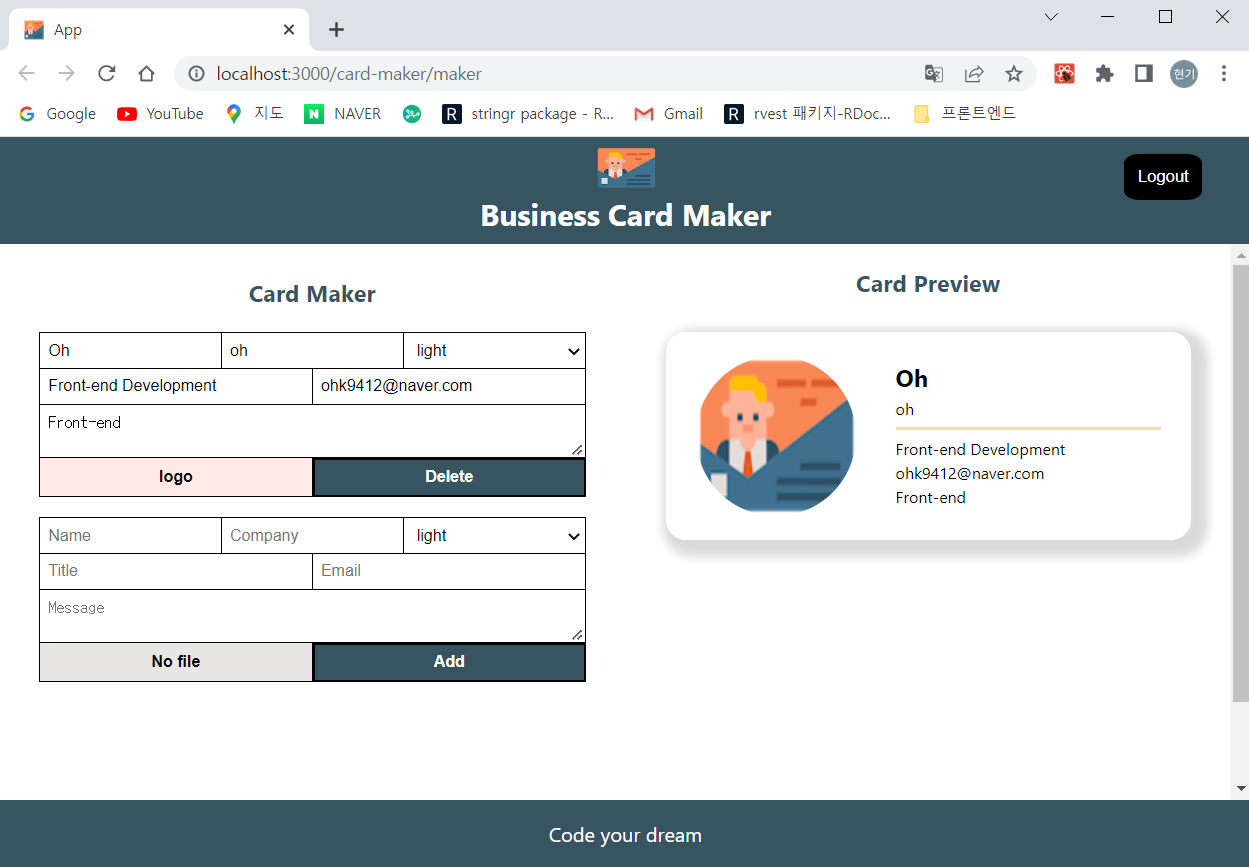 App
localhost:3000/card-maker/maker
현기
Google YouTube 지도 NAVER stringr package - R... Gmail rvest 패키지-RDoc... 프론트엔드
Logout
Business Card Maker
Card Maker
Oh oh light
Front-end Development ohk9412@naver.com
Front-end
logo Delete
Name Company light
Title Email
Message
No file Add
Card Preview
Oh
oh
Front-end Development
ohk9412@naver.com
Front-end
Code your dream